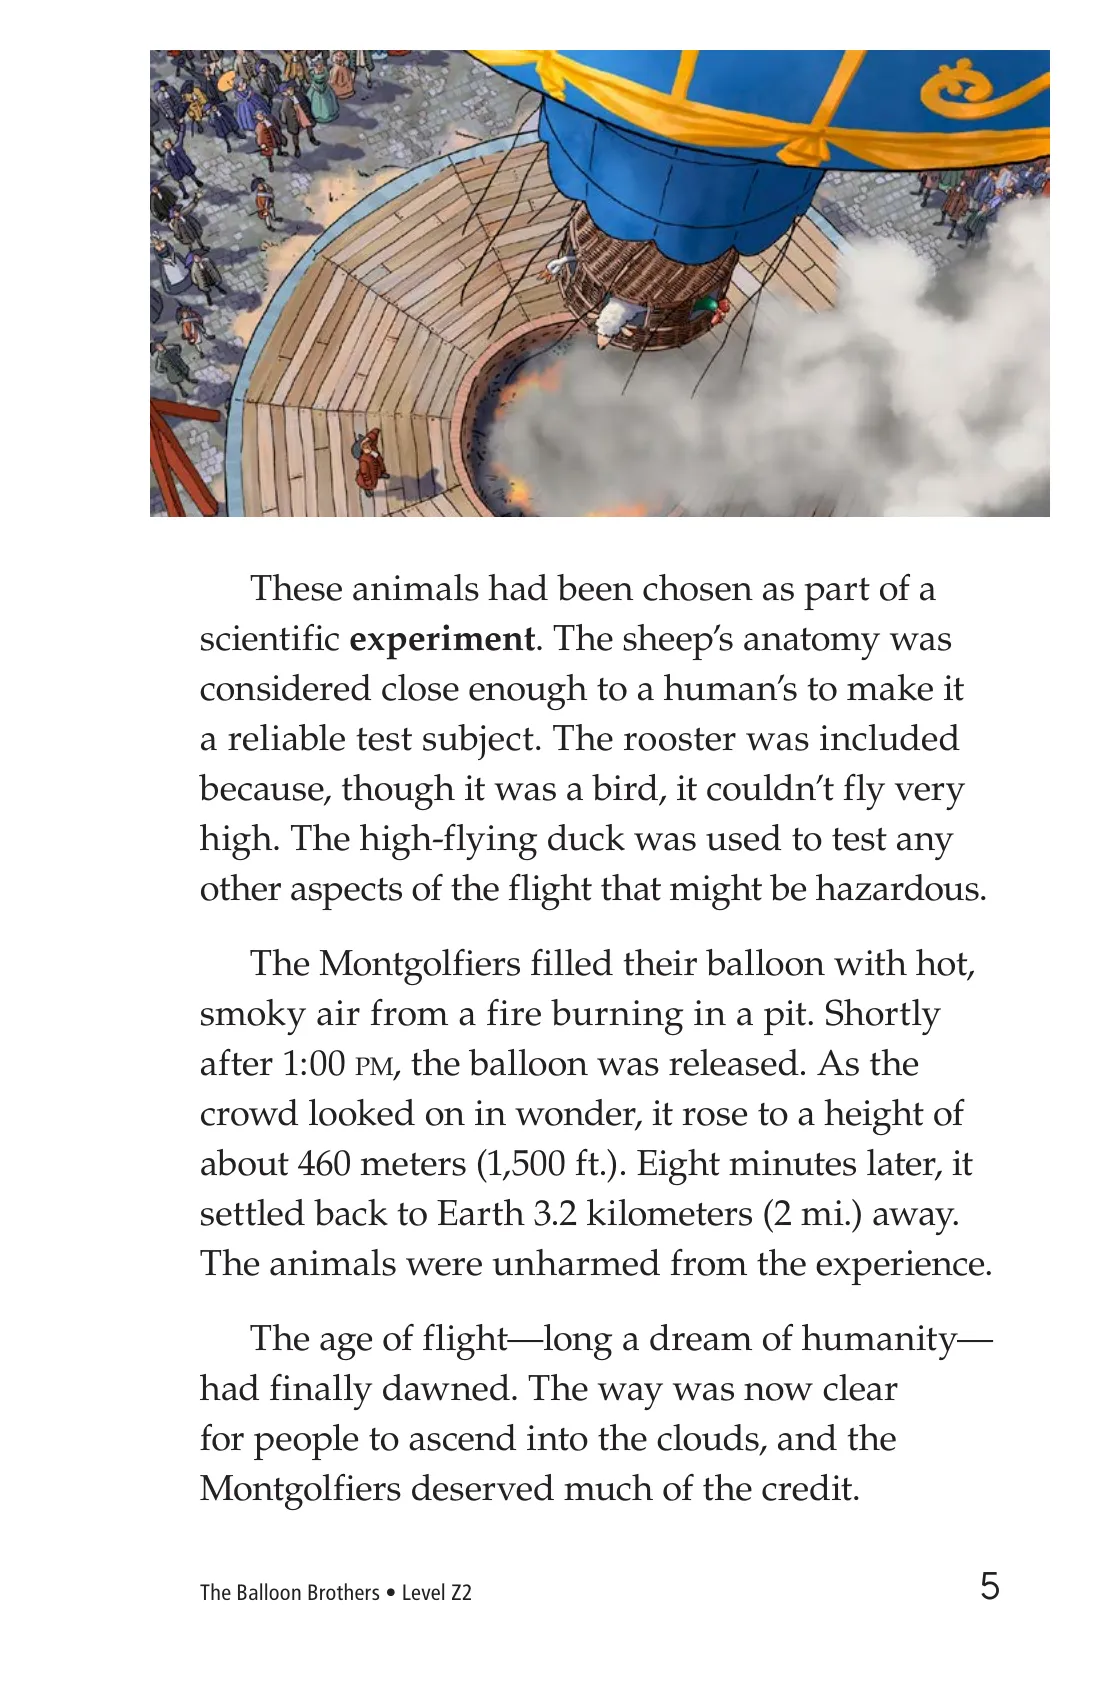 These animals had been chosen as part of a
scientific experiment. The sheep’s anatomy was
considered close enough to a human’s to make it
a reliable test subject. The rooster was included
because, though it was a bird, it couldn’t fly very
high. The high-flying duck was used to test any
other aspects of the flight that might be hazardous.
The Montgolfiers filled their balloon with hot,
smoky air from a fire burning in a pit. Shortly
after 1:00 PM, the balloon was released. As the
crowd looked on in wonder, it rose to a height of
about 460 meters (1,500 ft.). Eight minutes later, it
settled back to Earth 3.2 kilometers (2 mi.) away.
The animals were unharmed from the experience.
The age of flight—long a dream of humanity—
had finally dawned. The way was now clear
for people to ascend into the clouds, and the
Montgolfiers deserved much of the credit.
The Balloon Brothers • Level Z2 5